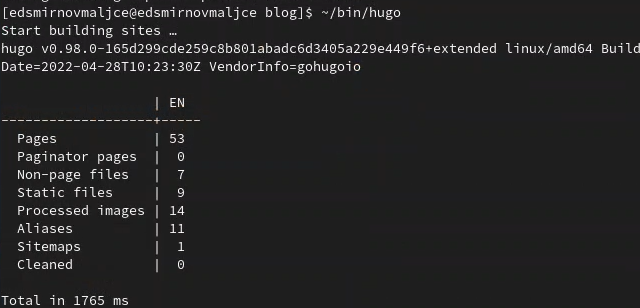 [edsmirnovmaljce@edsmirnovmaljce blog]$ ~/bin/hugo
Start building sites …
hugo v0.98.0-165d299cde259c8b801abadc6d3405a229e449f6+extended linux/amd64 Build
Date=2022-04-28T10:23:30Z VendorInfo=gohugoio
| EN
-------------------+-----
Pages | 53
Paginator pages | 0
Non-page files | 7
Static files | 9
Processed images | 14
Aliases | 11
Sitemaps | 1
Cleaned | 0
Total in 1765 ms